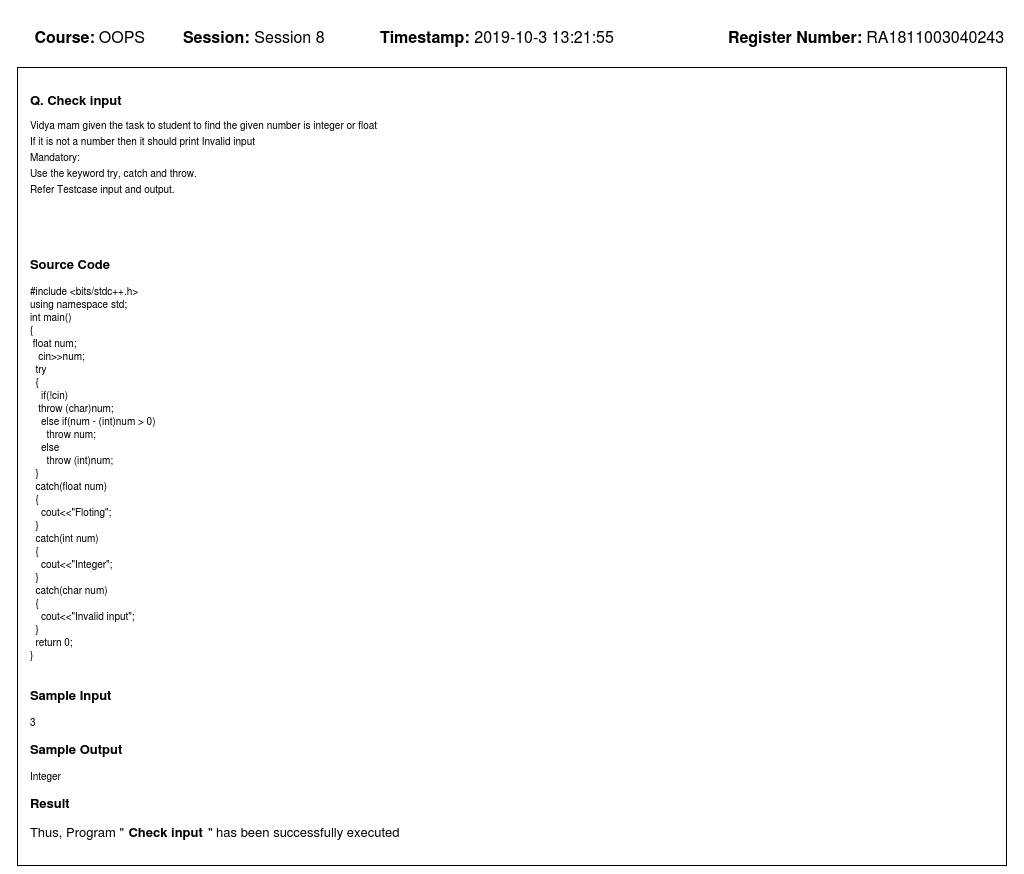 Course: OOPS Session: Session 8 Timestamp: 2019-10-3 13:21:55 Register Number: RA1811003040243
Q. Check input
Vidya mam given the task to student to find the given number is integer or float
If it is not a number then it should print Invalid input
Mandatory:
Use the keyword try, catch and throw.
Refer Testcase input and output.
Source Code
#include <bits/stdc++.h>
using namespace std;
int main()
{
float num;
cin>>num;
try
{
if(!cin)
throw (char)num;
else if(num - (int)num > 0)
throw num;
else
throw (int)num;
}
catch(float num)
{
cout<<"Floting";
}
catch(int num)
{
cout<<"Integer";
}
catch(char num)
{
cout<<"Invalid input";
}
return 0;
}
Sample Input
3
Sample Output
Integer
Result
Thus, Program " Check input " has been successfully executed